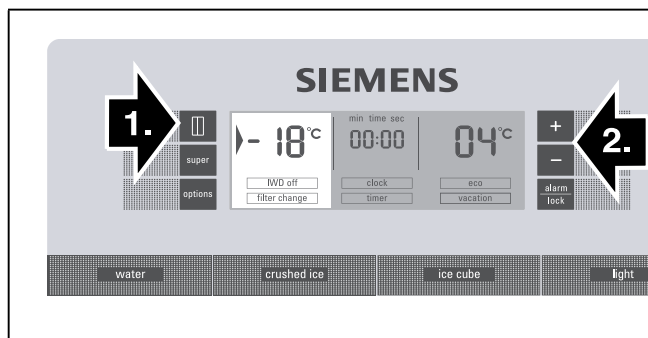 SIEMENS
1.
super
options
- 18°C
IWD off
filter change
min time sec
00:00
clock
timer
04°C
eco
vacation
+
-
alarm
lock
2.
water
crushed ice
ice cube
light